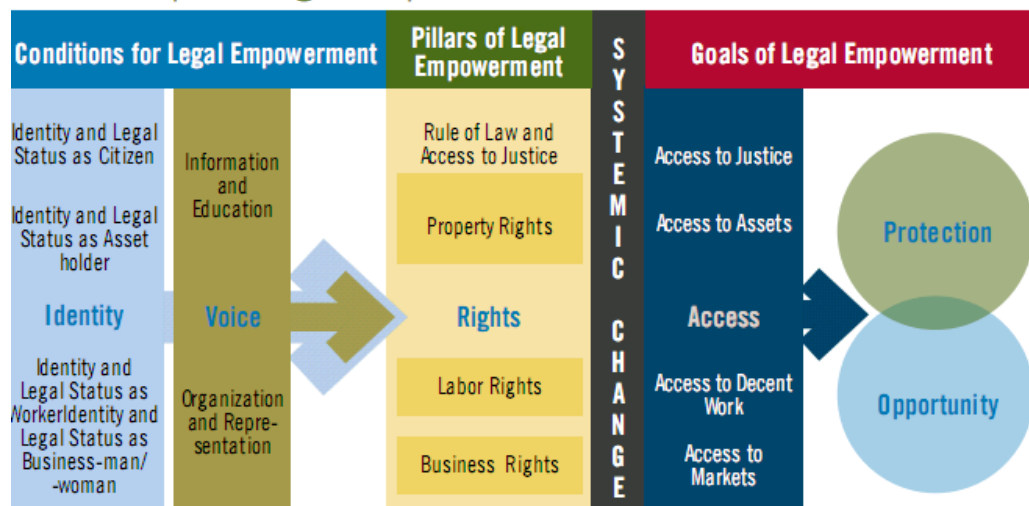 Conditions for Legal Empowerment
Pillars of Legal
Empowerment
SYSTEMIC CHANGE
Goals of Legal Empowerment
Identity and Legal
Status as Citizen
Identity and Legal
Status as Asset
holder
Identity
Identity and
Legal Status as
WorkerIdentity and
Legal Status as
Business-man/
-woman
Information
and
Education
Voice
Organization
and Repre-
sentation
Rule of Law and
Access to Justice
Property Rights
Rights
Labor Rights
Business Rights
Access to Justice
Access to Assets
Access
Access to Decent
Work
Access to
Markets
Protection
Opportunity